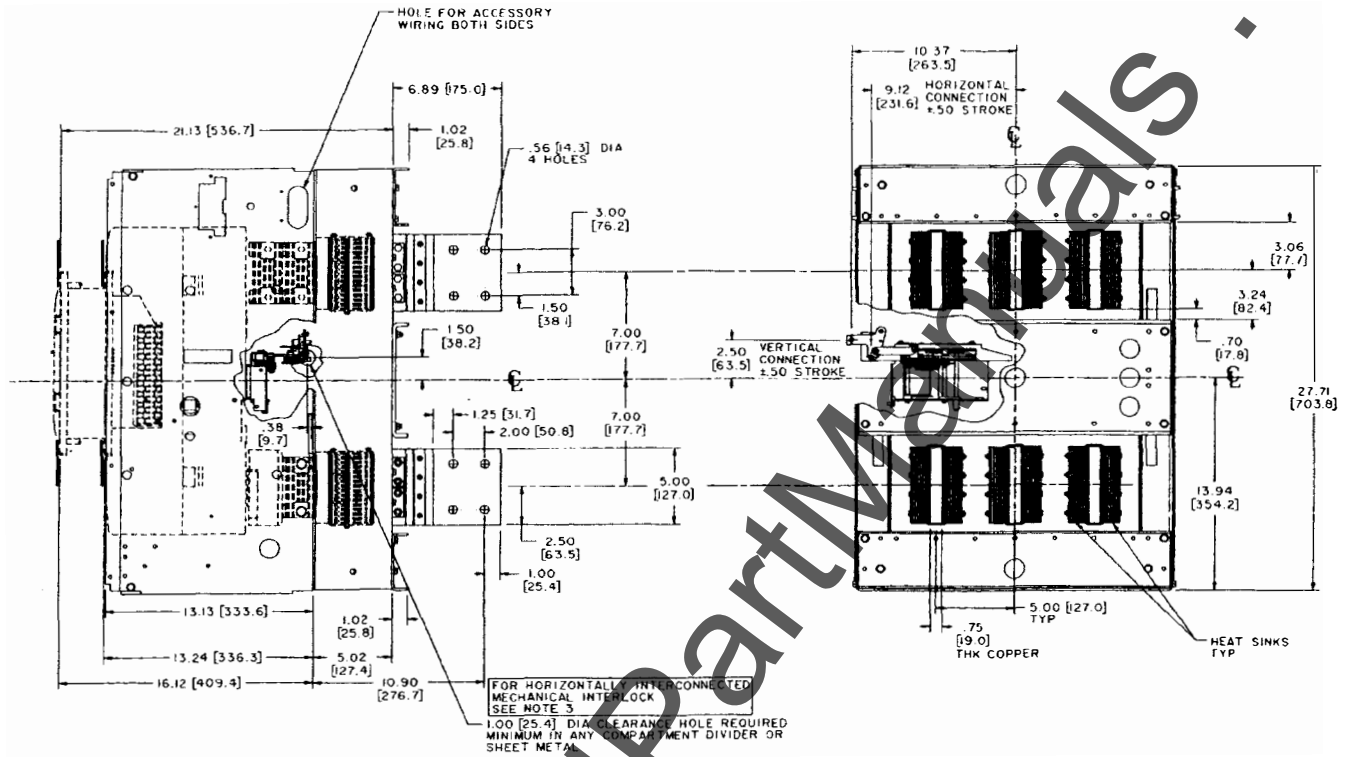 HOLE FOR ACCESSORY
WIRING BOTH SIDES
6.89 [175.0]
21.13 [536.7]
1.02
[25.8]
.56 [14.3] DIA
4 HOLES
3.00
[76.2]
1.50
[38.1]
1.50
[38.2]
7.00
[177.7]
7.00
[177.7]
1.25 [31.7]
2.00 [50.8]
.38
[9.7]
5.00
[127.0]
2.50
[63.5]
1.00
[25.4]
13.13 [333.6]
1.02
[25.8]
13.24 [336.3]
5.02
[127.4]
16.12 [409.4]
10.90
[276.7]
FOR HORIZONTALLY INTERCONNECTED
MECHANICAL INTERLOCK
SEE NOTE 3
1.00 [25.4] DIA CLEARANCE HOLE REQUIRED
MINIMUM IN ANY COMPARTMENT DIVIDER OR
SHEET METAL
10.37
[263.5]
9.12
[231.6]
HORIZONTAL
CONNECTION
±.50 STROKE
3.06
[77.7]
3.24
[82.4]
.70
[17.8]
2.50
[63.5]
VERTICAL
CONNECTION
±.50 STROKE
27.71
[703.8]
13.94
[354.2]
5.00 [127.0]
TYP
.75
[19.0]
THK COPPER
HEAT SINKS
TYP
PartManuals